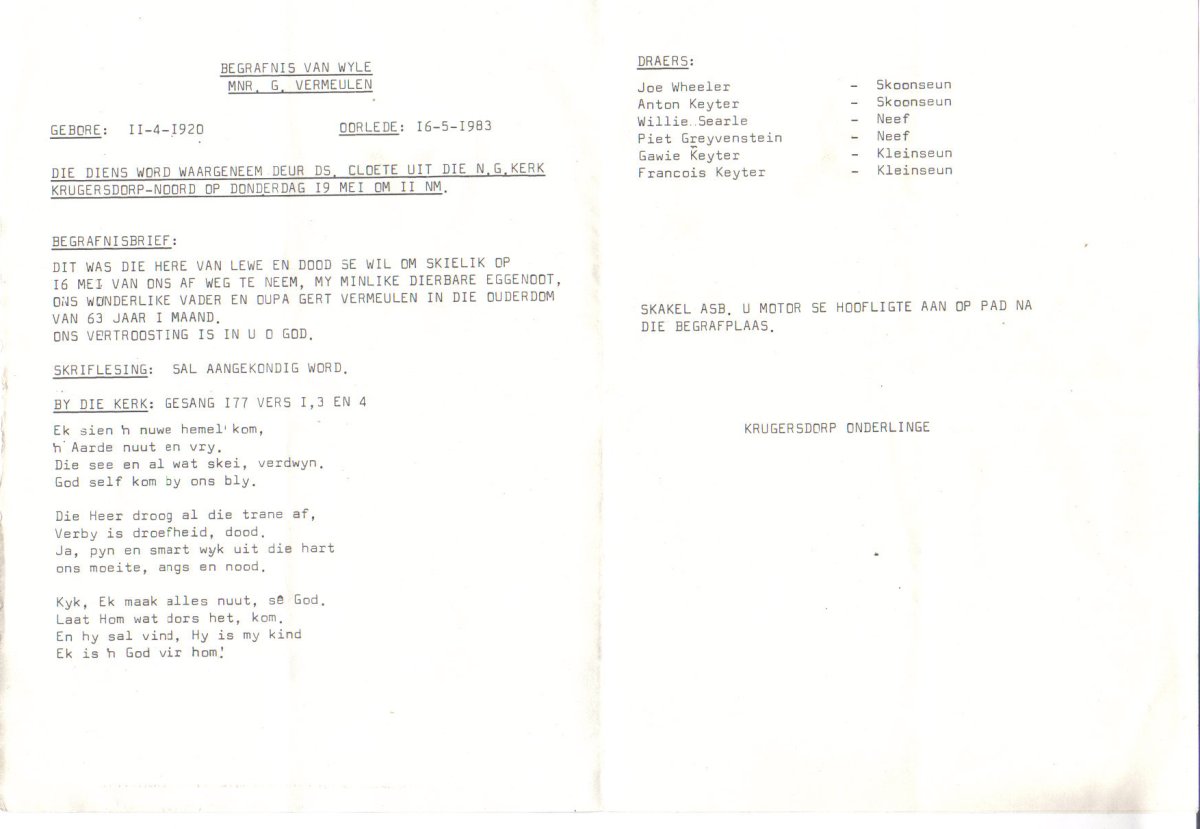 BEGRAFNIS VAN WYLE
MNR. G. VERMEULEN
GEBORE: II-4-I920 OORLEDE: I6-5-I983
DIE DIENS WORD WAARGENEEM DEUR DS. CLOETE UIT DIE N.G.KERK
KRUGERSDORP-NOORD OP DONDERDAG I9 MEI OM II NM.
BEGRAFNISBRIEF:
DIT WAS DIE HERE VAN LEWE EN DOOD SE WIL OM SKIELIK OP
I6 MEI VAN ONS AF WEG TE NEEM, MY MINLIKE DIERBARE EGGENOOT,
ONS WONDERLIKE VADER EN OUPA GERT VERMEULEN IN DIE OUDERDOM
VAN 63 JAAR I MAAND.
ONS VERTROOSTING IS IN U O GOD.
SKRIFLESING: SAL AANGEKONDIG WORD.
BY DIE KERK: GESANG I77 VERS I,3 EN 4
Ek sien 'n nuwe hemel' kom,
'n Aarde nuut en vry.
Die see en al wat skei, verdwyn.
God self kom by ons bly.
Die Heer droog al die trane af,
Verby is droefheid, dood.
Ja, pyn en smart wyk uit die hart
ons moeite, angs en nood.
Kyk, Ek maak alles nuut, sê God.
Laat Hom wat dors het, kom.
En hy sal vind, Hy is my kind
Ek is 'n God vir hom!
DRAERS:
Joe Wheeler - Skoonseun
Anton Keyter - Skoonseun
Willie Searle - Neef
Piet Greyvenstein - Neef
Gawie Keyter - Kleinseun
Francois Keyter - Kleinseun
SKAKEL ASB. U MOTOR SE HOOFLIGTE AAN OP PAD NA
DIE BEGRAFPLAAS.
KRUGERSDORP ONDERLINGE